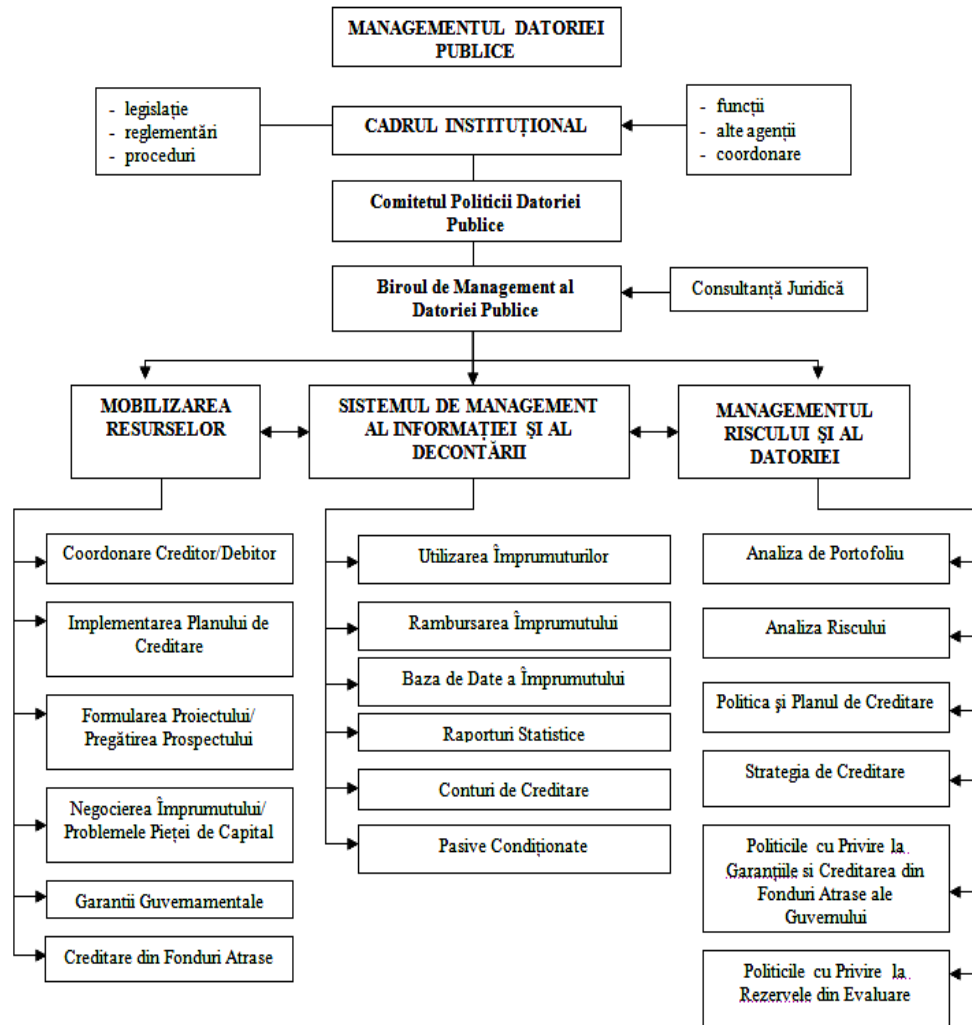 MANAGEMENTUL DATORIEI
PUBLICE
- legislație
- reglementări
- proceduri
CADRUL INSTITUȚIONAL
- funcții
- alte agenții
- coordonare
Comitetul Politicii Datoriei
Publice
Biroul de Management al
Datoriei Publice
Consultanță Juridică
MOBILIZAREA
RESURSELOR
SISTEMUL DE MANAGEMENT
AL INFORMAȚIEI ȘI AL
DECONTĂRII
MANAGEMENTUL
RISCULUI ŞI AL
DATORIEI
Coordonare Creditor/Debitor
Implementarea Planului de
Creditare
Formularea Proiectului/
Pregătirea Prospectului
Negocierea Împrumutului/
Problemele Pieței de Capital
Garantii Guvernamentale
Creditare din Fonduri Atrase
Utilizarea Împrumuturilor
Rambursarea Împrumutului
Baza de Date a Împrumutului
Raporturi Statistice
Conturi de Creditare
Pasive Condiționate
Analiza de Portofoliu
Analiza Riscului
Politica şi Planul de Creditare
Strategia de Creditare
Politicile cu Privire la
Garanțiile si Creditarea din
Fonduri Atrase ale
Guvernului
Politicile cu Privire la
Rezervele din Evaluare